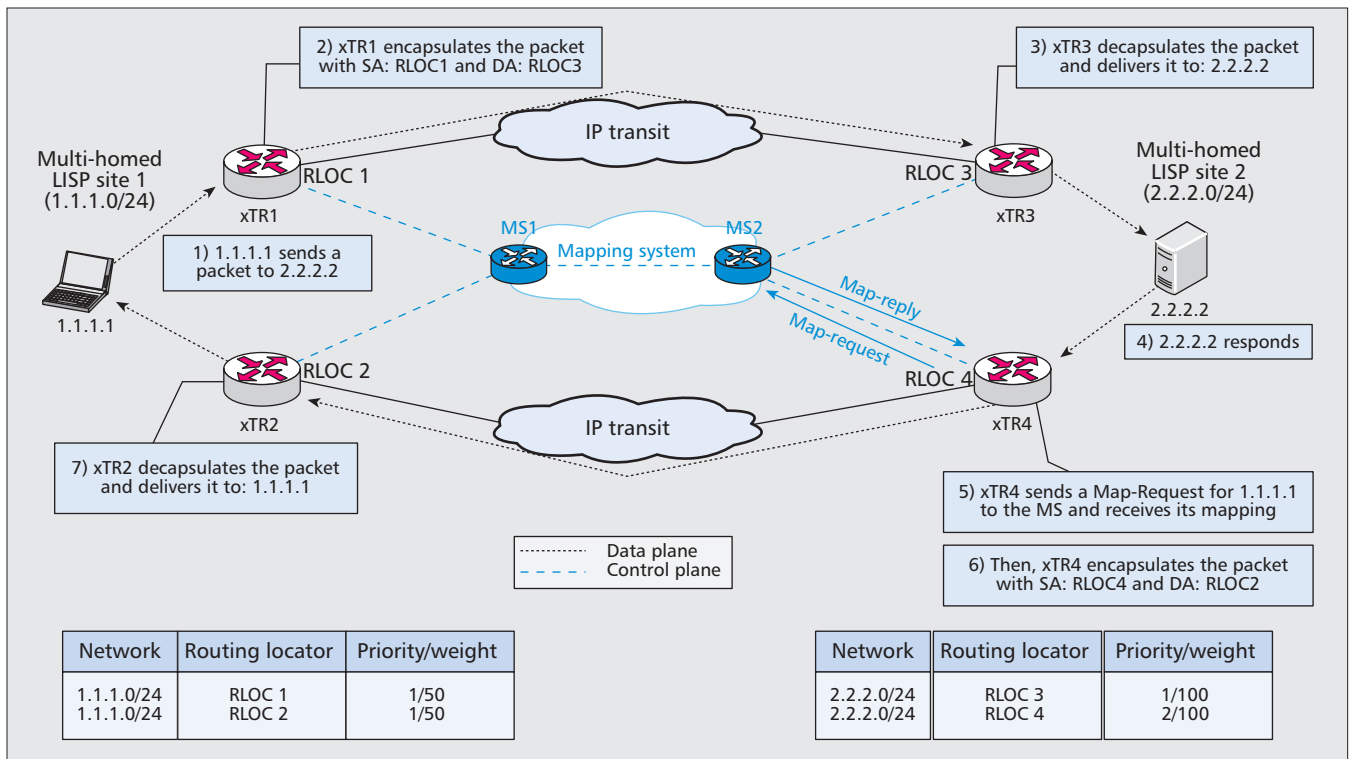 2) xTR1 encapsulates the packet
with SA: RLOC1 and DA: RLOC3
3) xTR3 decapsulates the packet
and delivers it to: 2.2.2.2
IP transit
Multi-homed
LISP site 1
(1.1.1.0/24)
RLOC 1
xTR1
RLOC 3
xTR3
Multi-homed
LISP site 2
(2.2.2.0/24)
1) 1.1.1.1 sends a
packet to 2.2.2.2
MS1
Mapping system
MS2
1.1.1.1
Map-reply
Map-request
2.2.2.2
4) 2.2.2.2 responds
RLOC 2
xTR2
RLOC 4
xTR4
IP transit
7) xTR2 decapsulates the packet
and delivers it to: 1.1.1.1
5) xTR4 sends a Map-Request for 1.1.1.1
to the MS and receives its mapping
6) Then, xTR4 encapsulates the packet
with SA: RLOC4 and DA: RLOC2
Data plane
Control plane
Network Routing locator Priority/weight
1.1.1.0/24 RLOC 1 1/50
1.1.1.0/24 RLOC 2 1/50
Network Routing locator Priority/weight
2.2.2.0/24 RLOC 3 1/100
2.2.2.0/24 RLOC 4 2/100